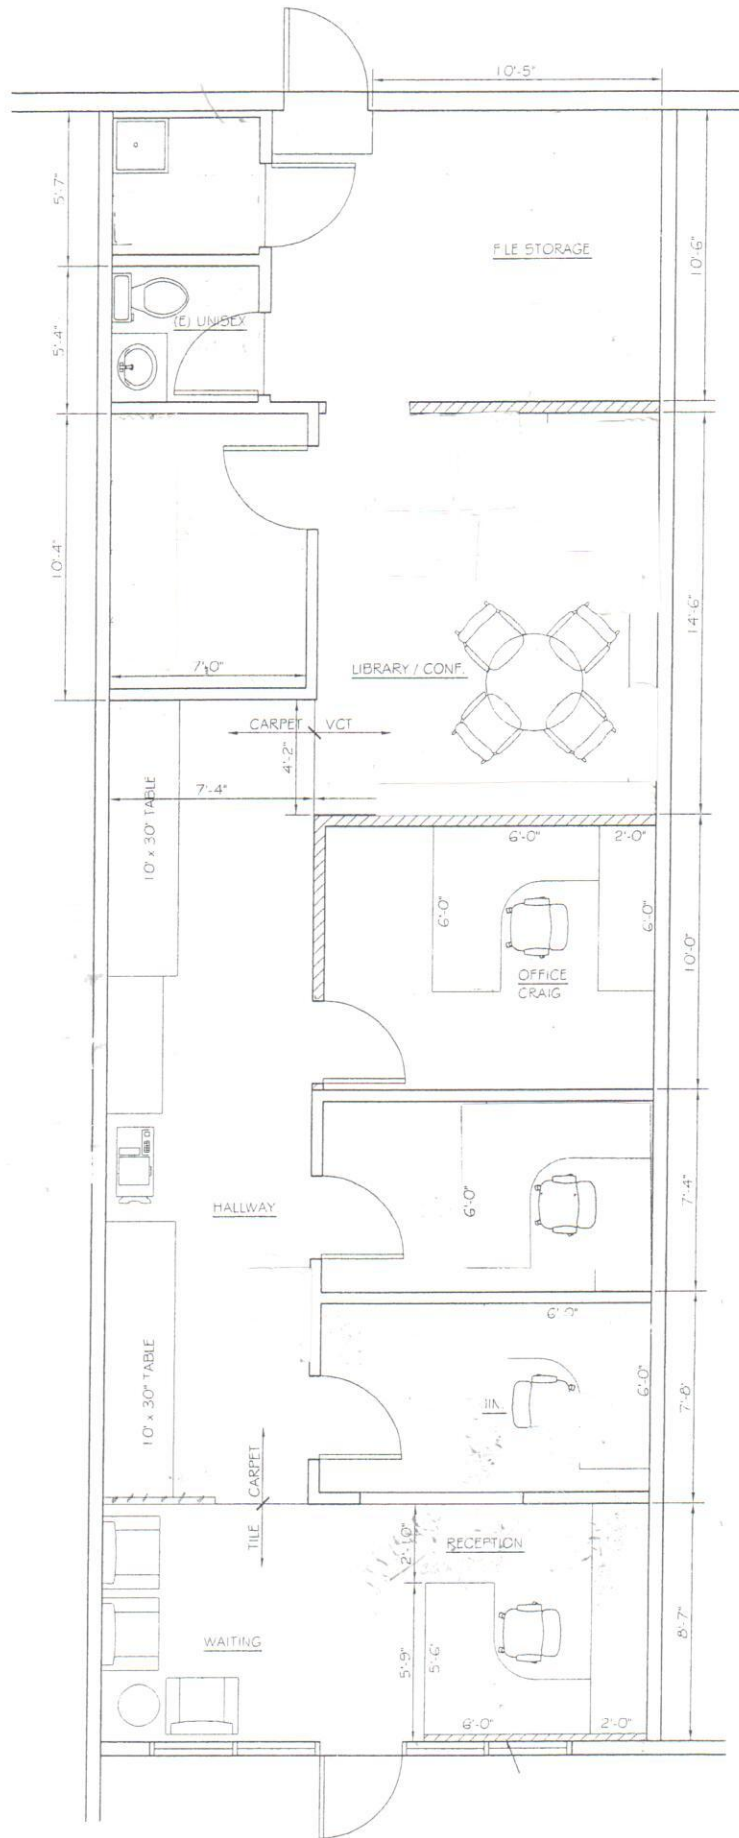 10'-5"
5'-7"
F LE STORAGE
10'-6"
5'-4"
(E) UNISEX
10'-4"
14'-6"
7'-0"
LIBRARY / CONF.
CARPET
VCT
4'-2"
7'-4"
10' x 30" TABLE
6'-0"
2'-0"
6'-0"
6'-0"
OFFICE
CRAIG
10'-0"
6'-0"
7'-4"
HALLWAY
6'-0"
6'-0"
7'-8"
10' x 30" TABLE
CARPET
TILE
2'-10"
RECEPTION
WAITING
5'-9"
5'-6"
8'-7"
6'-0"
2'-0"